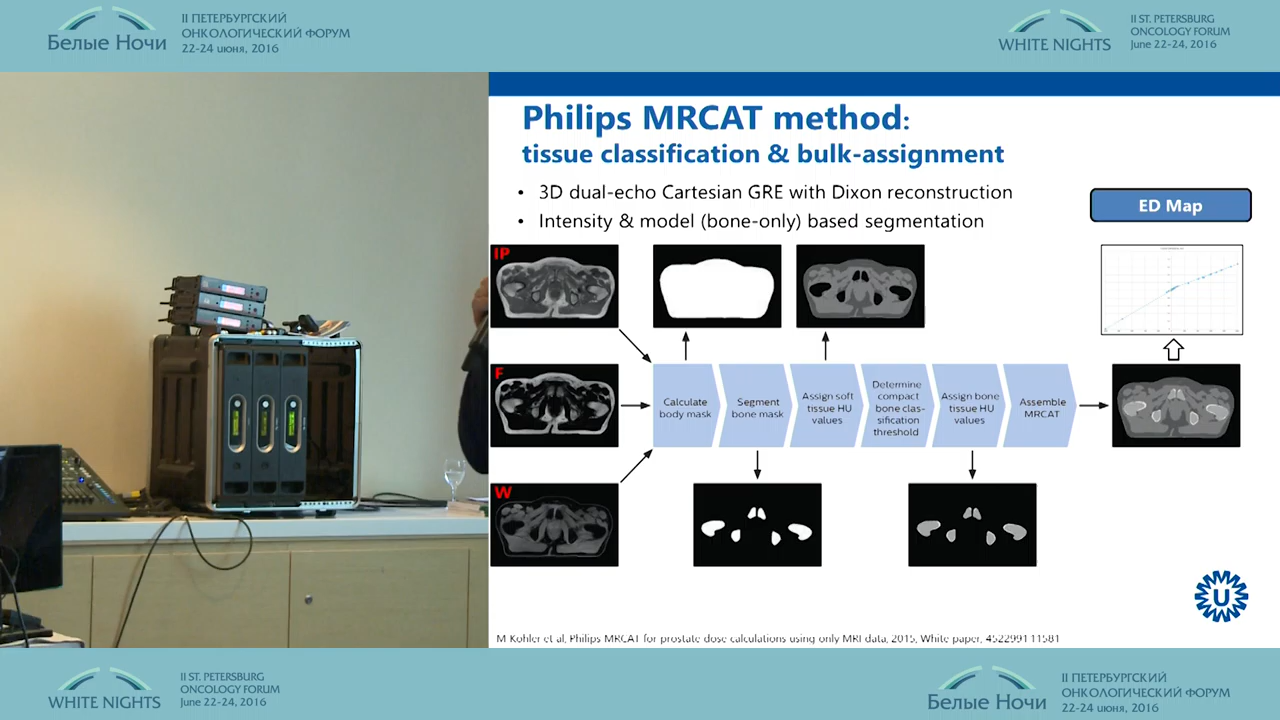 II ПЕТЕРБУРГСКИЙ
ОНКОЛОГИЧЕСКИЙ ФОРУМ
Белые Ночи
22-24 июня, 2016
II ST. PETERSBURG
ONCOLOGY FORUM
WHITE NIGHTS
June 22-24, 2016
Philips MRCAT method:
tissue classification & bulk-assignment
• 3D dual-echo Cartesian GRE with Dixon reconstruction
• Intensity & model (bone-only) based segmentation
ED Map
IP
F
W
Calculate
body mask
Segment
bone mask
Assign soft
tissue HU
values
Determine
compact
bone clas-
sification
threshold
Assign bone
tissue HU
values
Assemble
MRCAT
U
M Kohler et al, Philips MRCAT for prostate dose calculations using only MRI data, 2015, White paper, 452299111581
II ST. PETERSBURG
ONCOLOGY FORUM
WHITE NIGHTS
June 22-24, 2016
II ПЕТЕРБУРГСКИЙ
ОНКОЛОГИЧЕСКИЙ ФОРУМ
Белые Ночи
22-24 июня, 2016